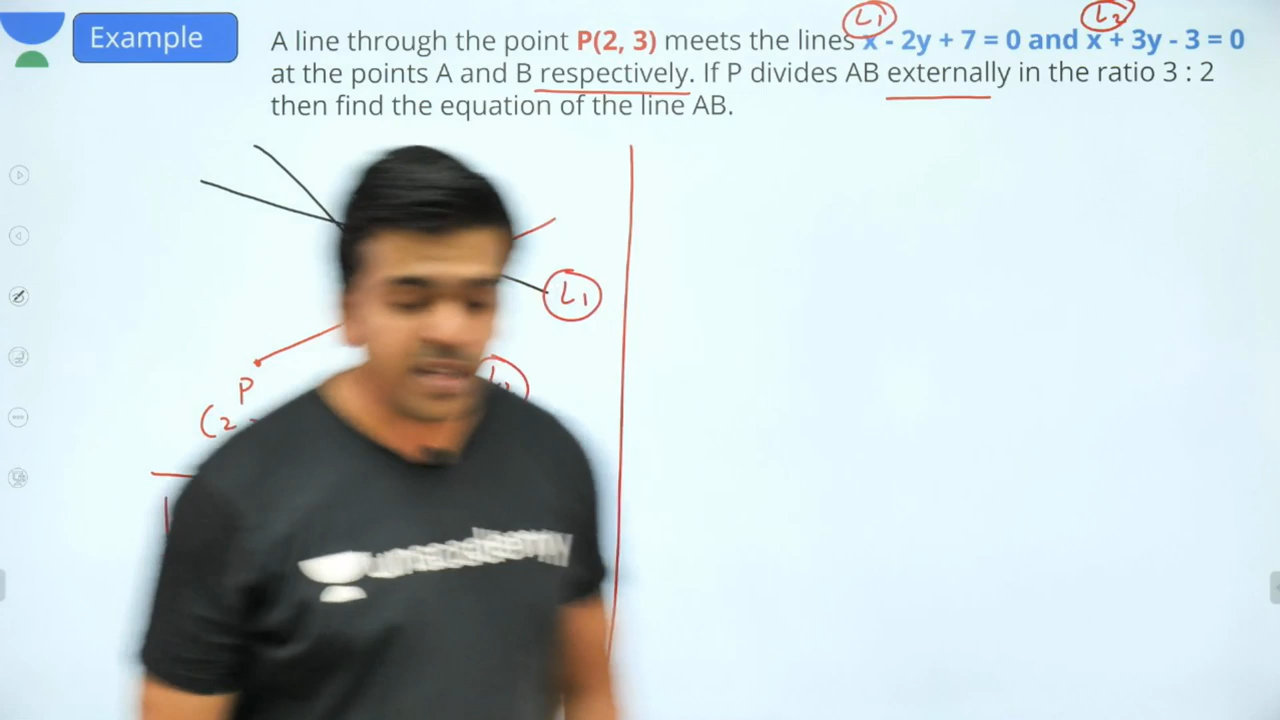 Example
L1
L2
A line through the point P(2, 3) meets the lines x - 2y + 7 = 0 and x + 3y - 3 = 0
at the points A and B respectively. If P divides AB externally in the ratio 3 : 2
then find the equation of the line AB.
L1
P
(2
unacademy